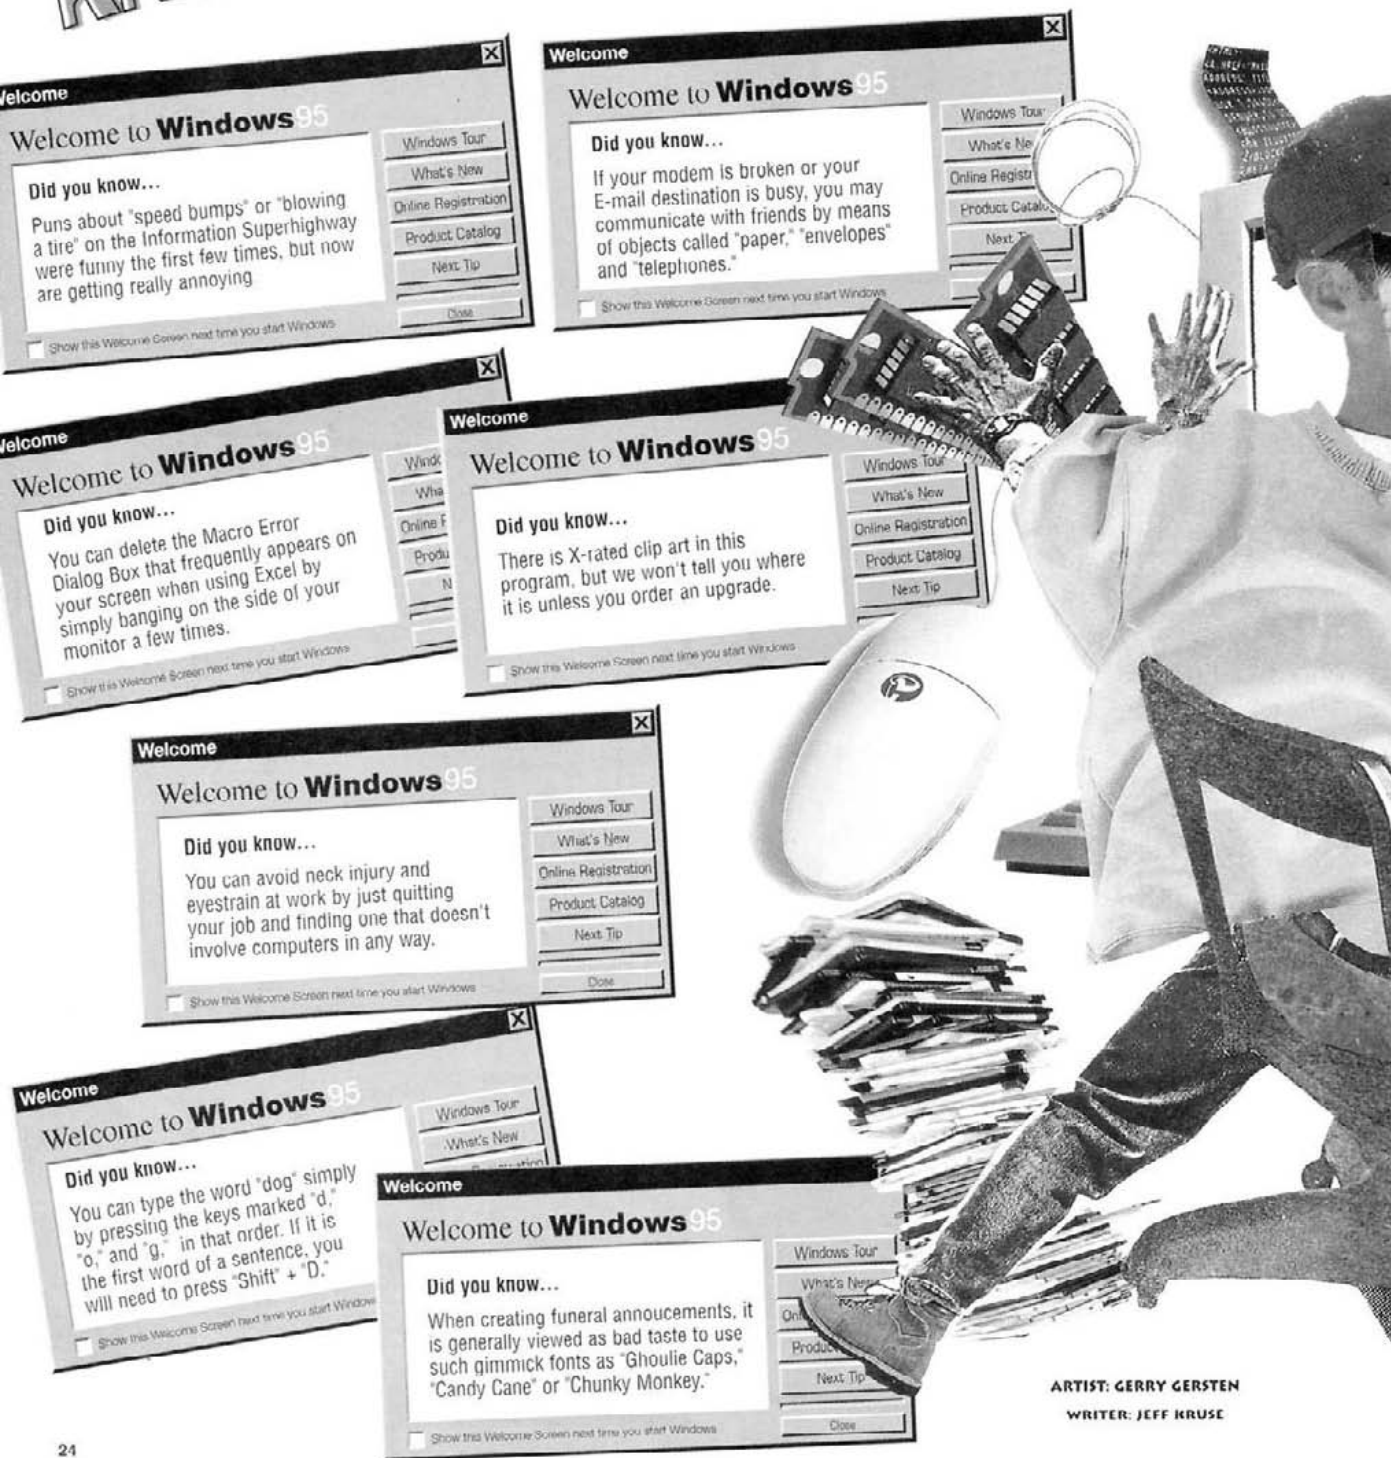 Welcome
Welcome to Windows95
Did you know...
Puns about "speed bumps" or "blowing
a tire" on the Information Superhighway
were funny the first few times, but now
are getting really annoying
Windows Tour
What's New
Online Registration
Product Catalog
Next Tip
Close
Show this Welcome Screen next time you start Windows
Welcome
Welcome to Windows95
Did you know...
If your modem is broken or your
E-mail destination is busy, you may
communicate with friends by means
of objects called "paper," "envelopes"
and "telephones."
Windows Tour
What's Ne
Online Registr
Product Catalo
Next T
Show this Welcome Screen next time you start Windows
Welcome
Welcome to Windows95
Did you know...
You can delete the Macro Error
Dialog Box that frequently appears on
your screen when using Excel by
simply banging on the side of your
monitor a few times.
Windo
Wha
Online R
Produ
N
Show this Welcome Screen next time you start Windows
Welcome
Welcome to Windows95
Did you know...
There is X-rated clip art in this
program, but we won't tell you where
it is unless you order an upgrade.
Windows Tour
What's New
Online Registration
Product Catalog
Next Tip
Show this Welcome Screen next time you start Windows
Welcome
Welcome to Windows95
Did you know...
You can avoid neck injury and
eyestrain at work by just quitting
your job and finding one that doesn't
involve computers in any way.
Windows Tour
What's New
Online Registration
Product Catalog
Next Tip
Close
Show this Welcome Screen next time you start Windows
Welcome
Welcome to Windows95
Did you know...
You can type the word "dog" simply
by pressing the keys marked "d,"
"o," and "g," in that order. If it is
the first word of a sentence, you
will need to press "Shift" + "D."
Windows Tour
What's New
Show this Welcome Screen next time you start Window
Welcome
Welcome to Windows95
Did you know...
When creating funeral annoucements, it
is generally viewed as bad taste to use
such gimmick fonts as "Ghoulie Caps,"
"Candy Cane" or "Chunky Monkey."
Windows Tour
What's New
Onl
Produc
Next Tip
Close
Show this Welcome Screen next time you start Windows
ARTIST: GERRY GERSTEN
WRITER: JEFF KRUSE
24